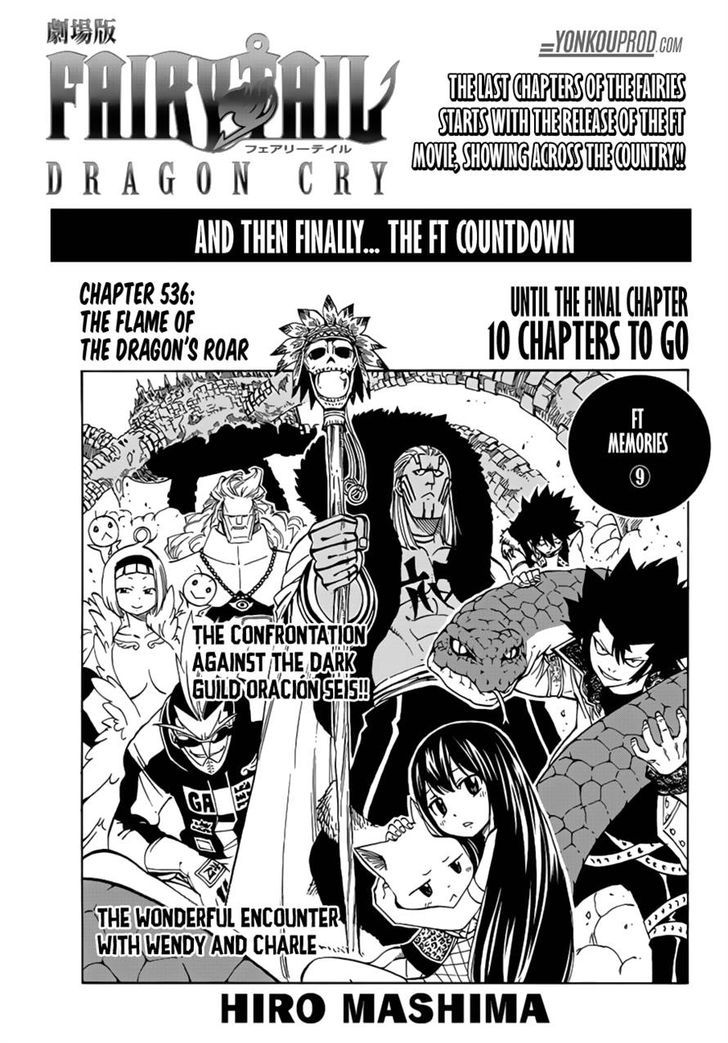 劇場版
FAIRY TAIL
フェアリーテイル
DRAGON CRY
=YONKOUPROD.COM
THE LAST CHAPTERS OF THE FAIRIES
STARTS WITH THE RELEASE OF THE FT
MOVIE, SHOWING ACROSS THE COUNTRY!!
AND THEN FINALLY... THE FT COUNTDOWN
CHAPTER 536:
THE FLAME OF
THE DRAGON'S ROAR
UNTIL THE FINAL CHAPTER
10 CHAPTERS TO GO
FT
MEMORIES
⑨
THE CONFRONTATION
AGAINST THE DARK
GUILD ORACIÓN SEIS!!
GA
THE WONDERFUL ENCOUNTER
WITH WENDY AND CHARLE
HIRO MASHIMA